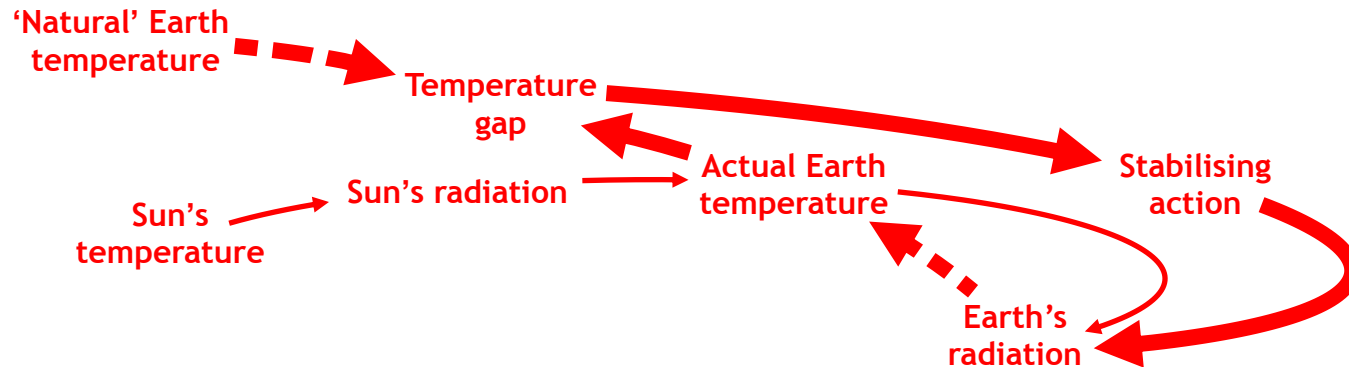 ‘Natural’ Earth
temperature
Temperature
gap
Actual Earth
temperature
Stabilising
action
Sun’s radiation
Sun’s
temperature
Earth’s
radiation